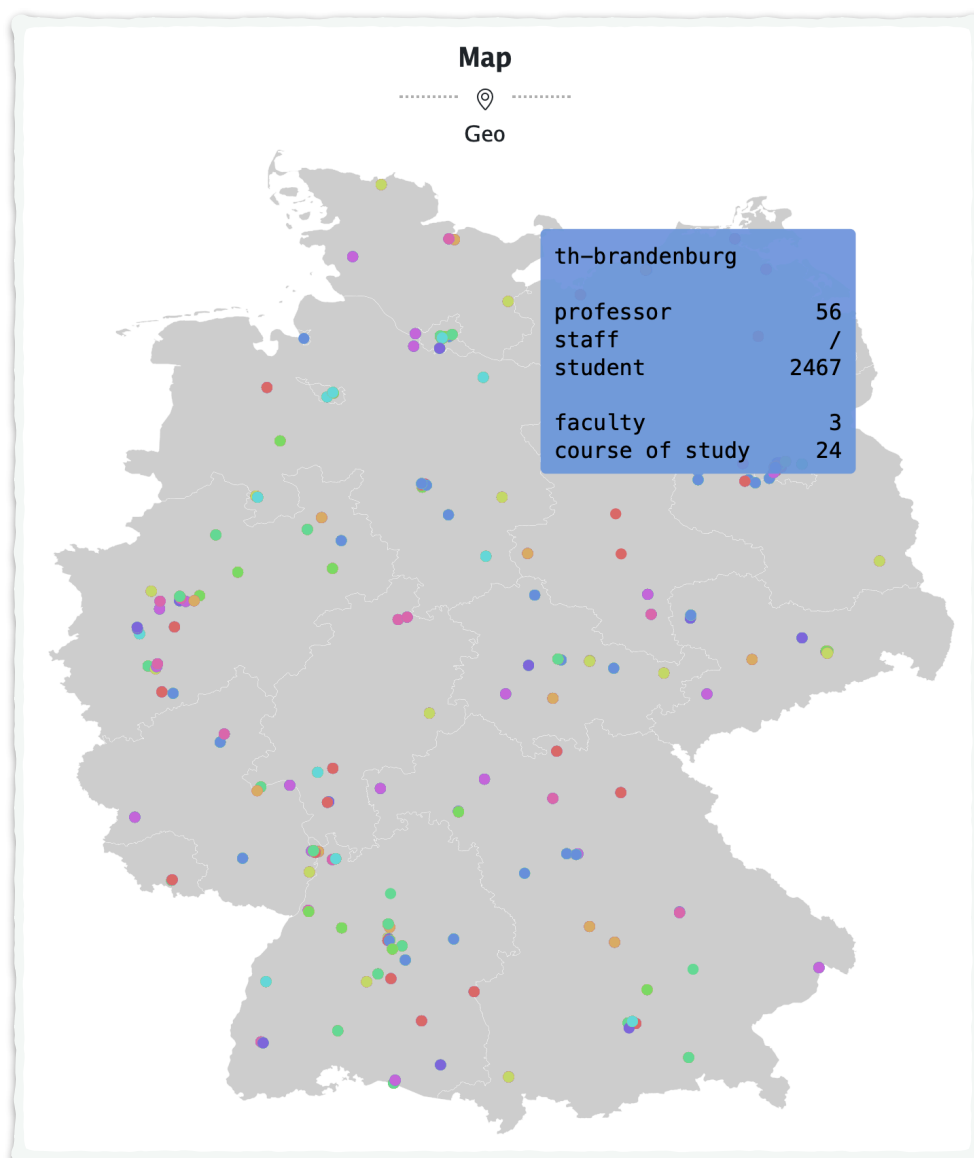 Map
Geo
th-brandenburg
professor 56
staff /
student 2467
faculty 3
course of study 24